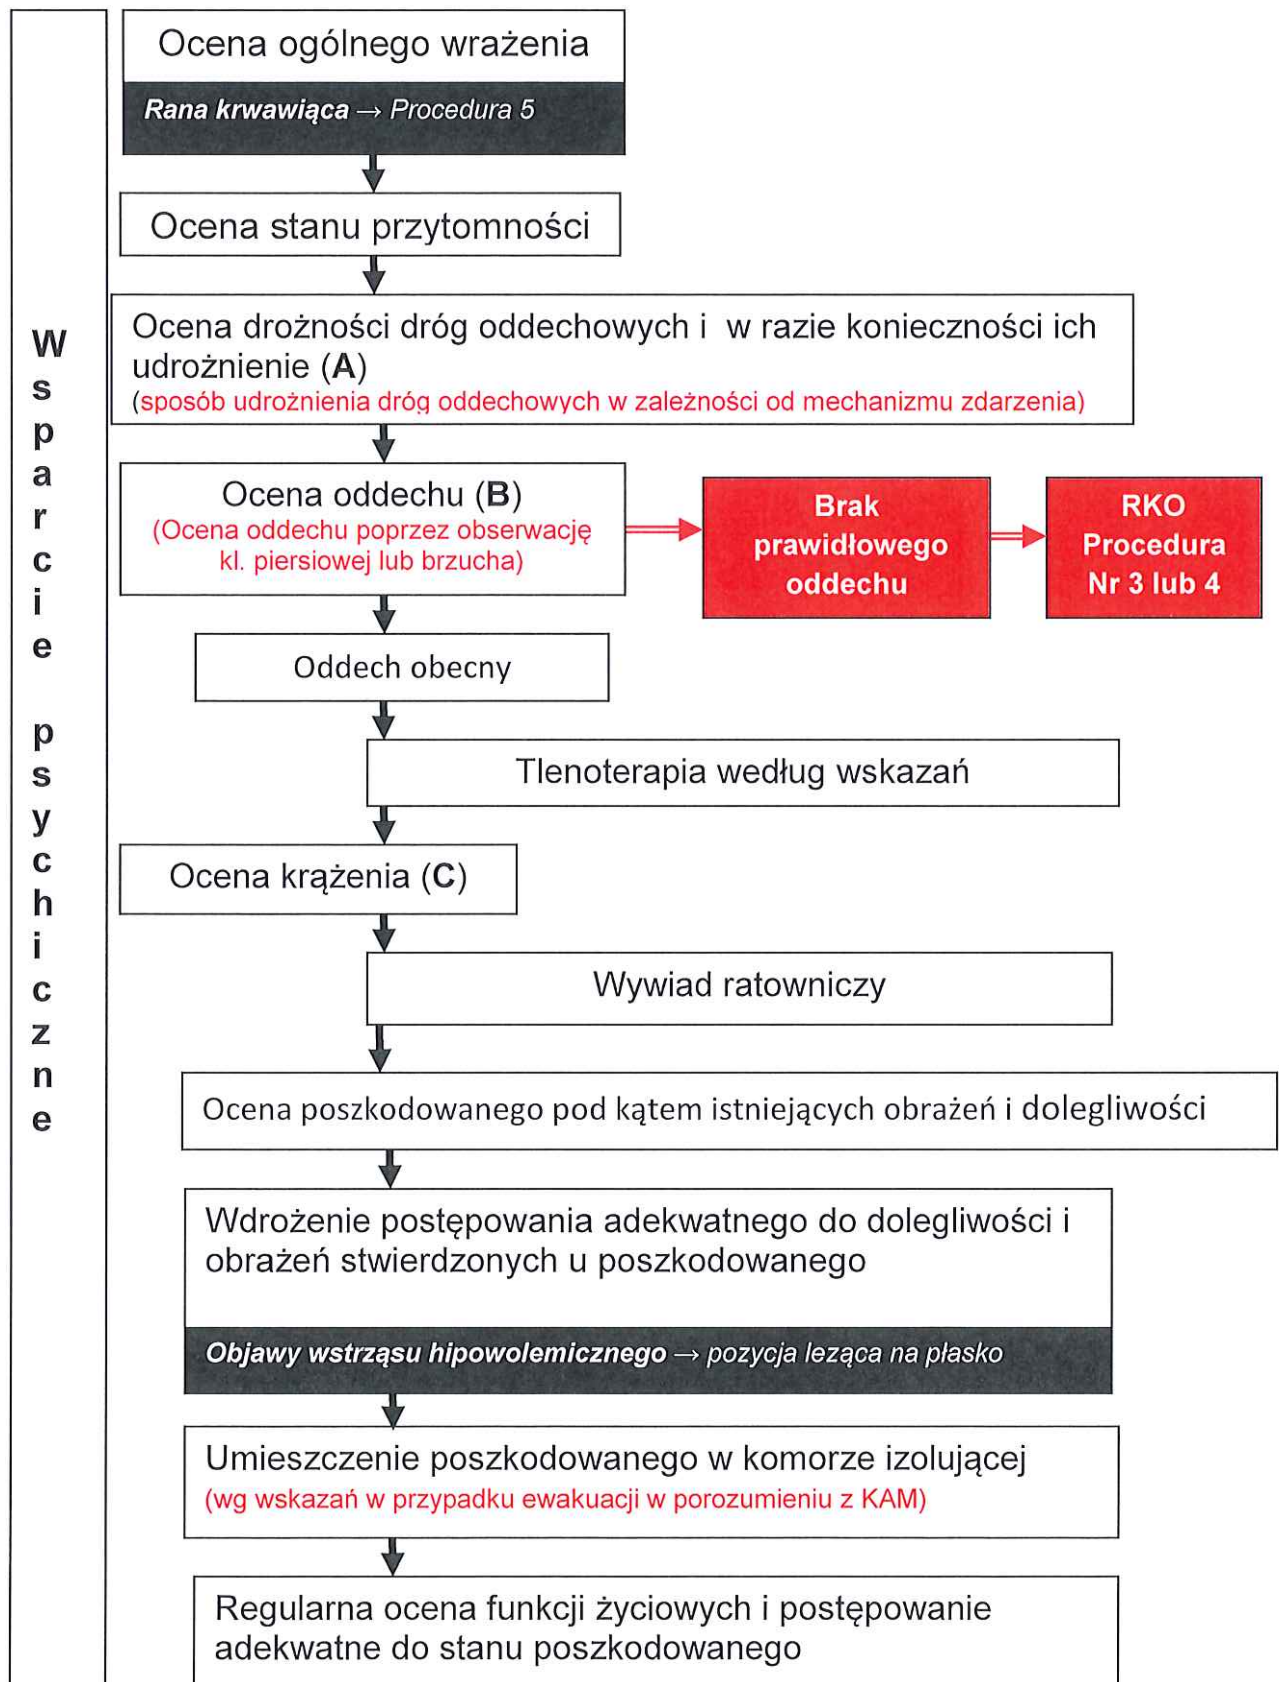 Wsparcie psychiczne
Ocena ogólnego wrażenia
Rana krwawiąca → Procedura 5
Ocena stanu przytomności
Ocena drożności dróg oddechowych i w razie konieczności ich
udrożnienie (A)
(sposób udrożnienia dróg oddechowych w zależności od mechanizmu zdarzenia)
Ocena oddechu (B)
(Ocena oddechu poprzez obserwację
kl. piersiowej lub brzucha)
Brak
prawidłowego
oddechu
RKO
Procedura
Nr 3 lub 4
Oddech obecny
Tlenoterapia według wskazań
Ocena krążenia (C)
Wywiad ratowniczy
Ocena poszkodowanego pod kątem istniejących obrażeń i dolegliwości
Wdrożenie postępowania adekwatnego do dolegliwości i
obrażeń stwierdzonych u poszkodowanego
Objawy wstrząsu hipowolemicznego → pozycja leząca na płasko
Umieszczenie poszkodowanego w komorze izolującej
(wg wskazań w przypadku ewakuacji w porozumieniu z KAM)
Regularna ocena funkcji życiowych i postępowanie
adekwatne do stanu poszkodowanego